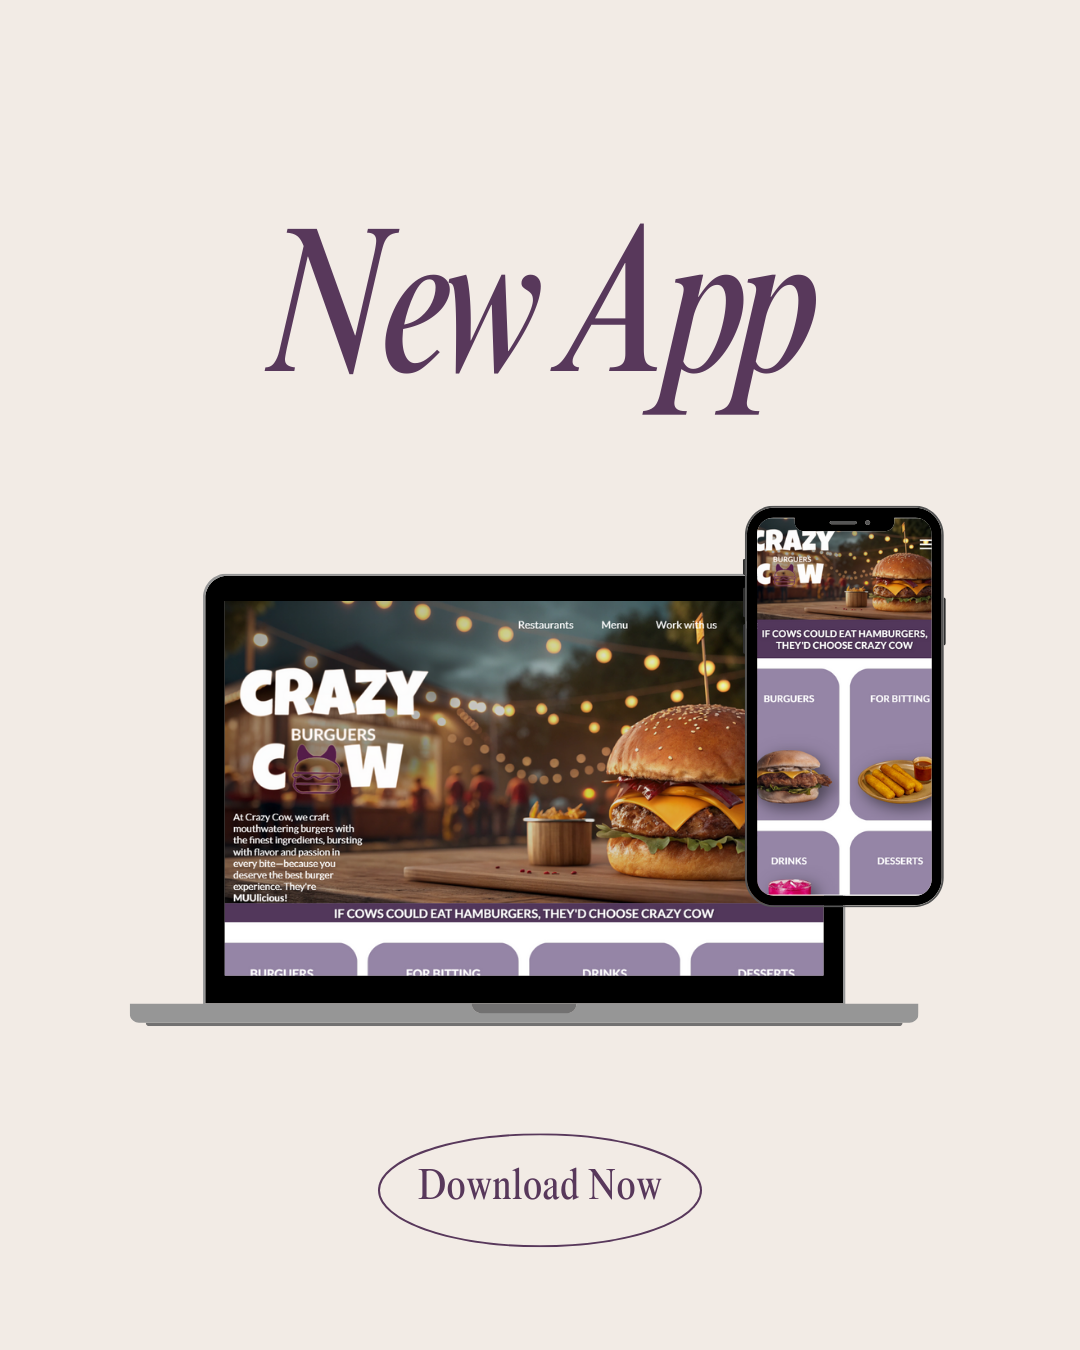 New App
Restaurants Menu Work with us
CRAZY
BURGUERS
C W
At Crazy Cow, we craft
mouthwatering burgers with
the finest ingredients, bursting
with flavor and passion in
every bite—because you
deserve the best burger
experience. They're
MUUlicious!
IF COWS COULD EAT HAMBURGERS, THEY'D CHOOSE CRAZY COW
BURGUERS FOR BITTING DRINKS DESSERTS
CRAZY
BURGUERS
C W
IF COWS COULD EAT HAMBURGERS,
THEY'D CHOOSE CRAZY COW
BURGUERS FOR BITTING
DRINKS DESSERTS
Download Now